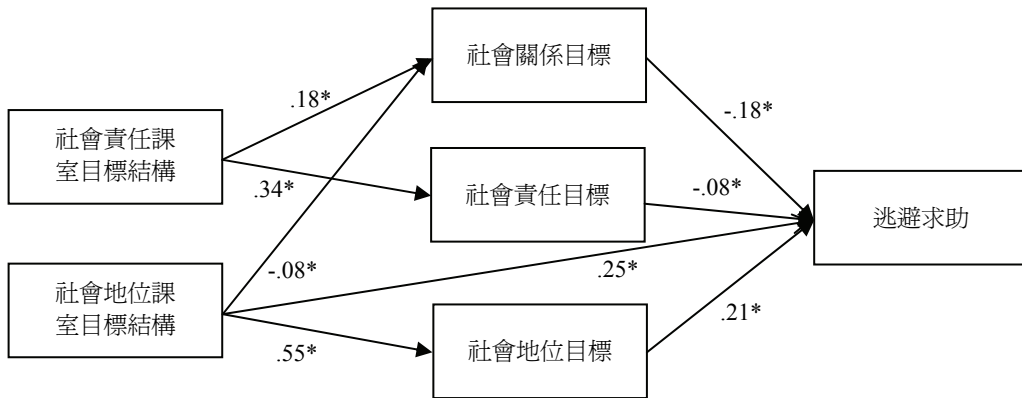 社會關係目標
.18*
-.18*
社會責任課
室目標結構
.34*
社會責任目標
-.08*
逃避求助
-.08*
.25*
社會地位課
室目標結構
.21*
.55*
社會地位目標